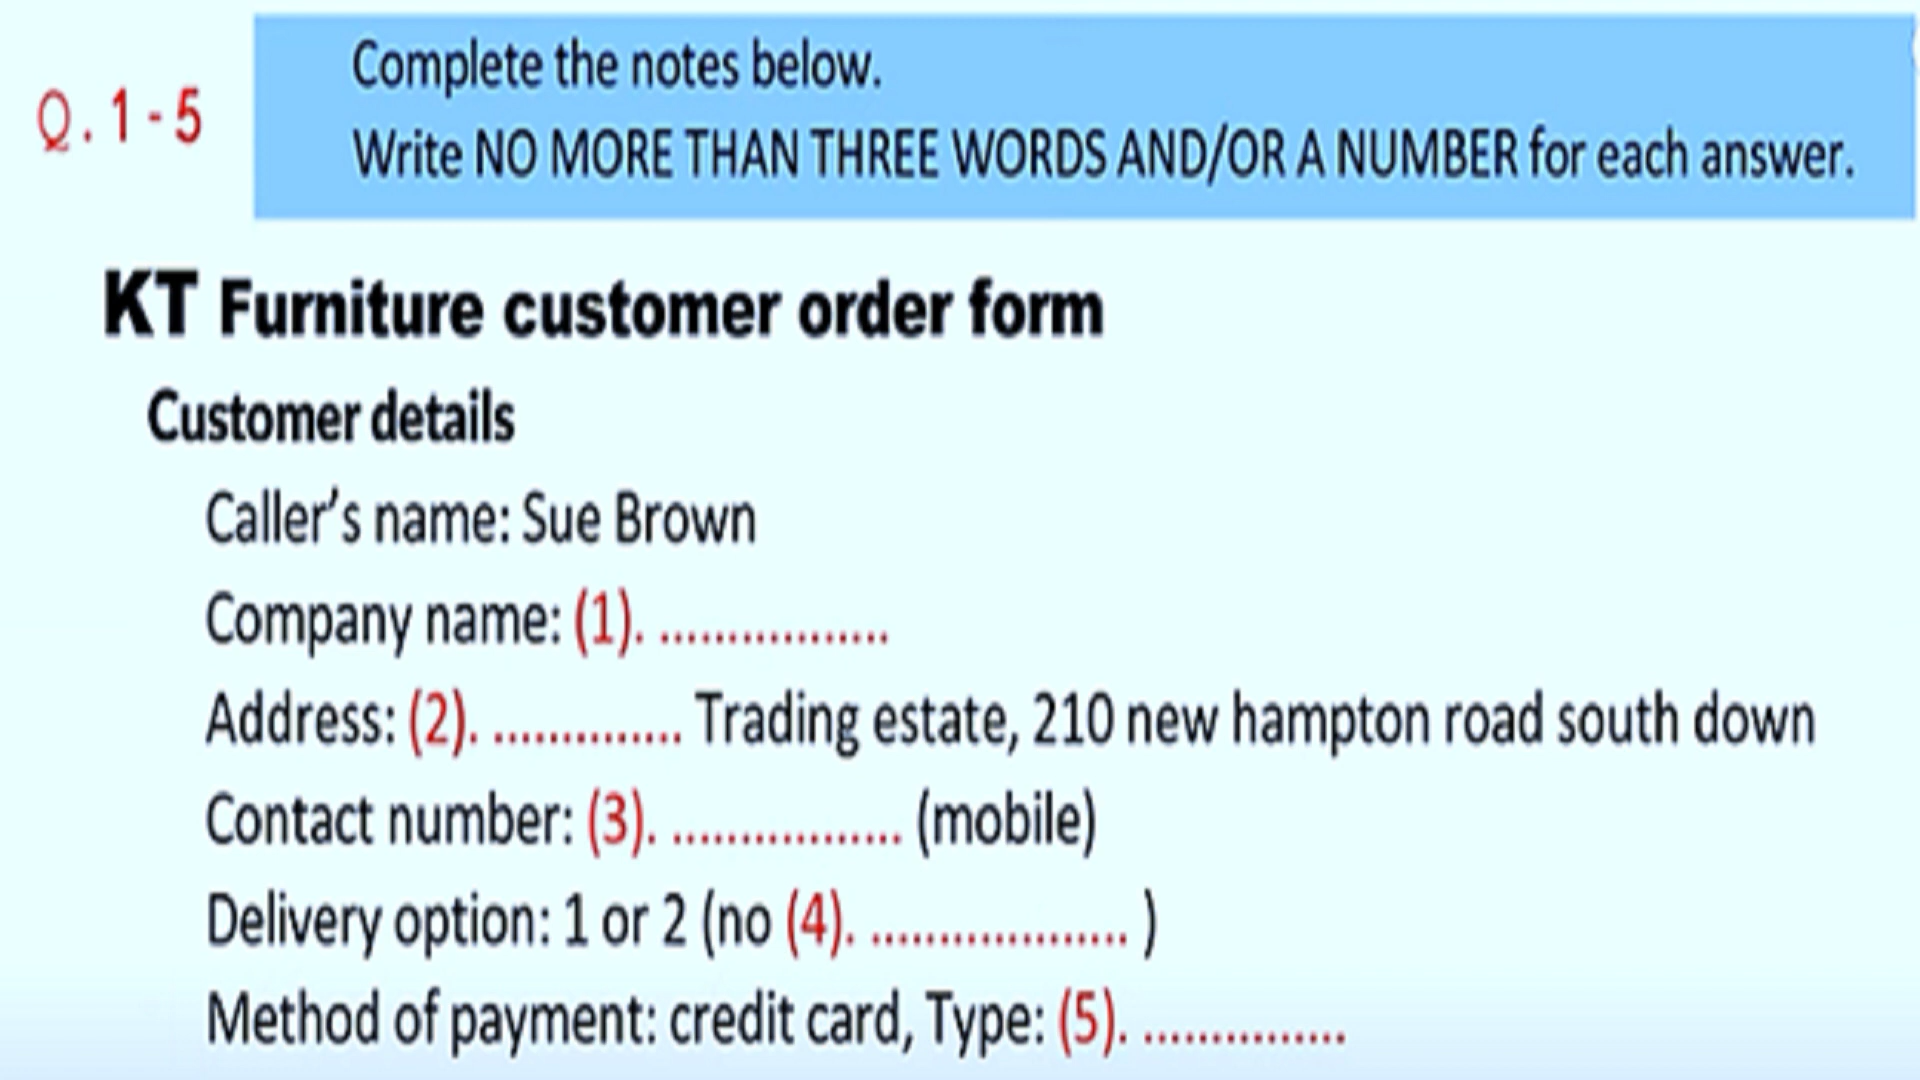 Complete the notes below.
Q. 1 - 5
Write NO MORE THAN THREE WORDS AND/OR A NUMBER for each answer.
KT Furniture customer order form
Customer details
Caller's name: Sue Brown
Company name: (1). .................
Address: (2). .............. Trading estate, 210 new hampton road south down
Contact number: (3). ................. (mobile)
Delivery option: 1 or 2 (no (4). ................... )
Method of payment: credit card, Type: (5). ...............